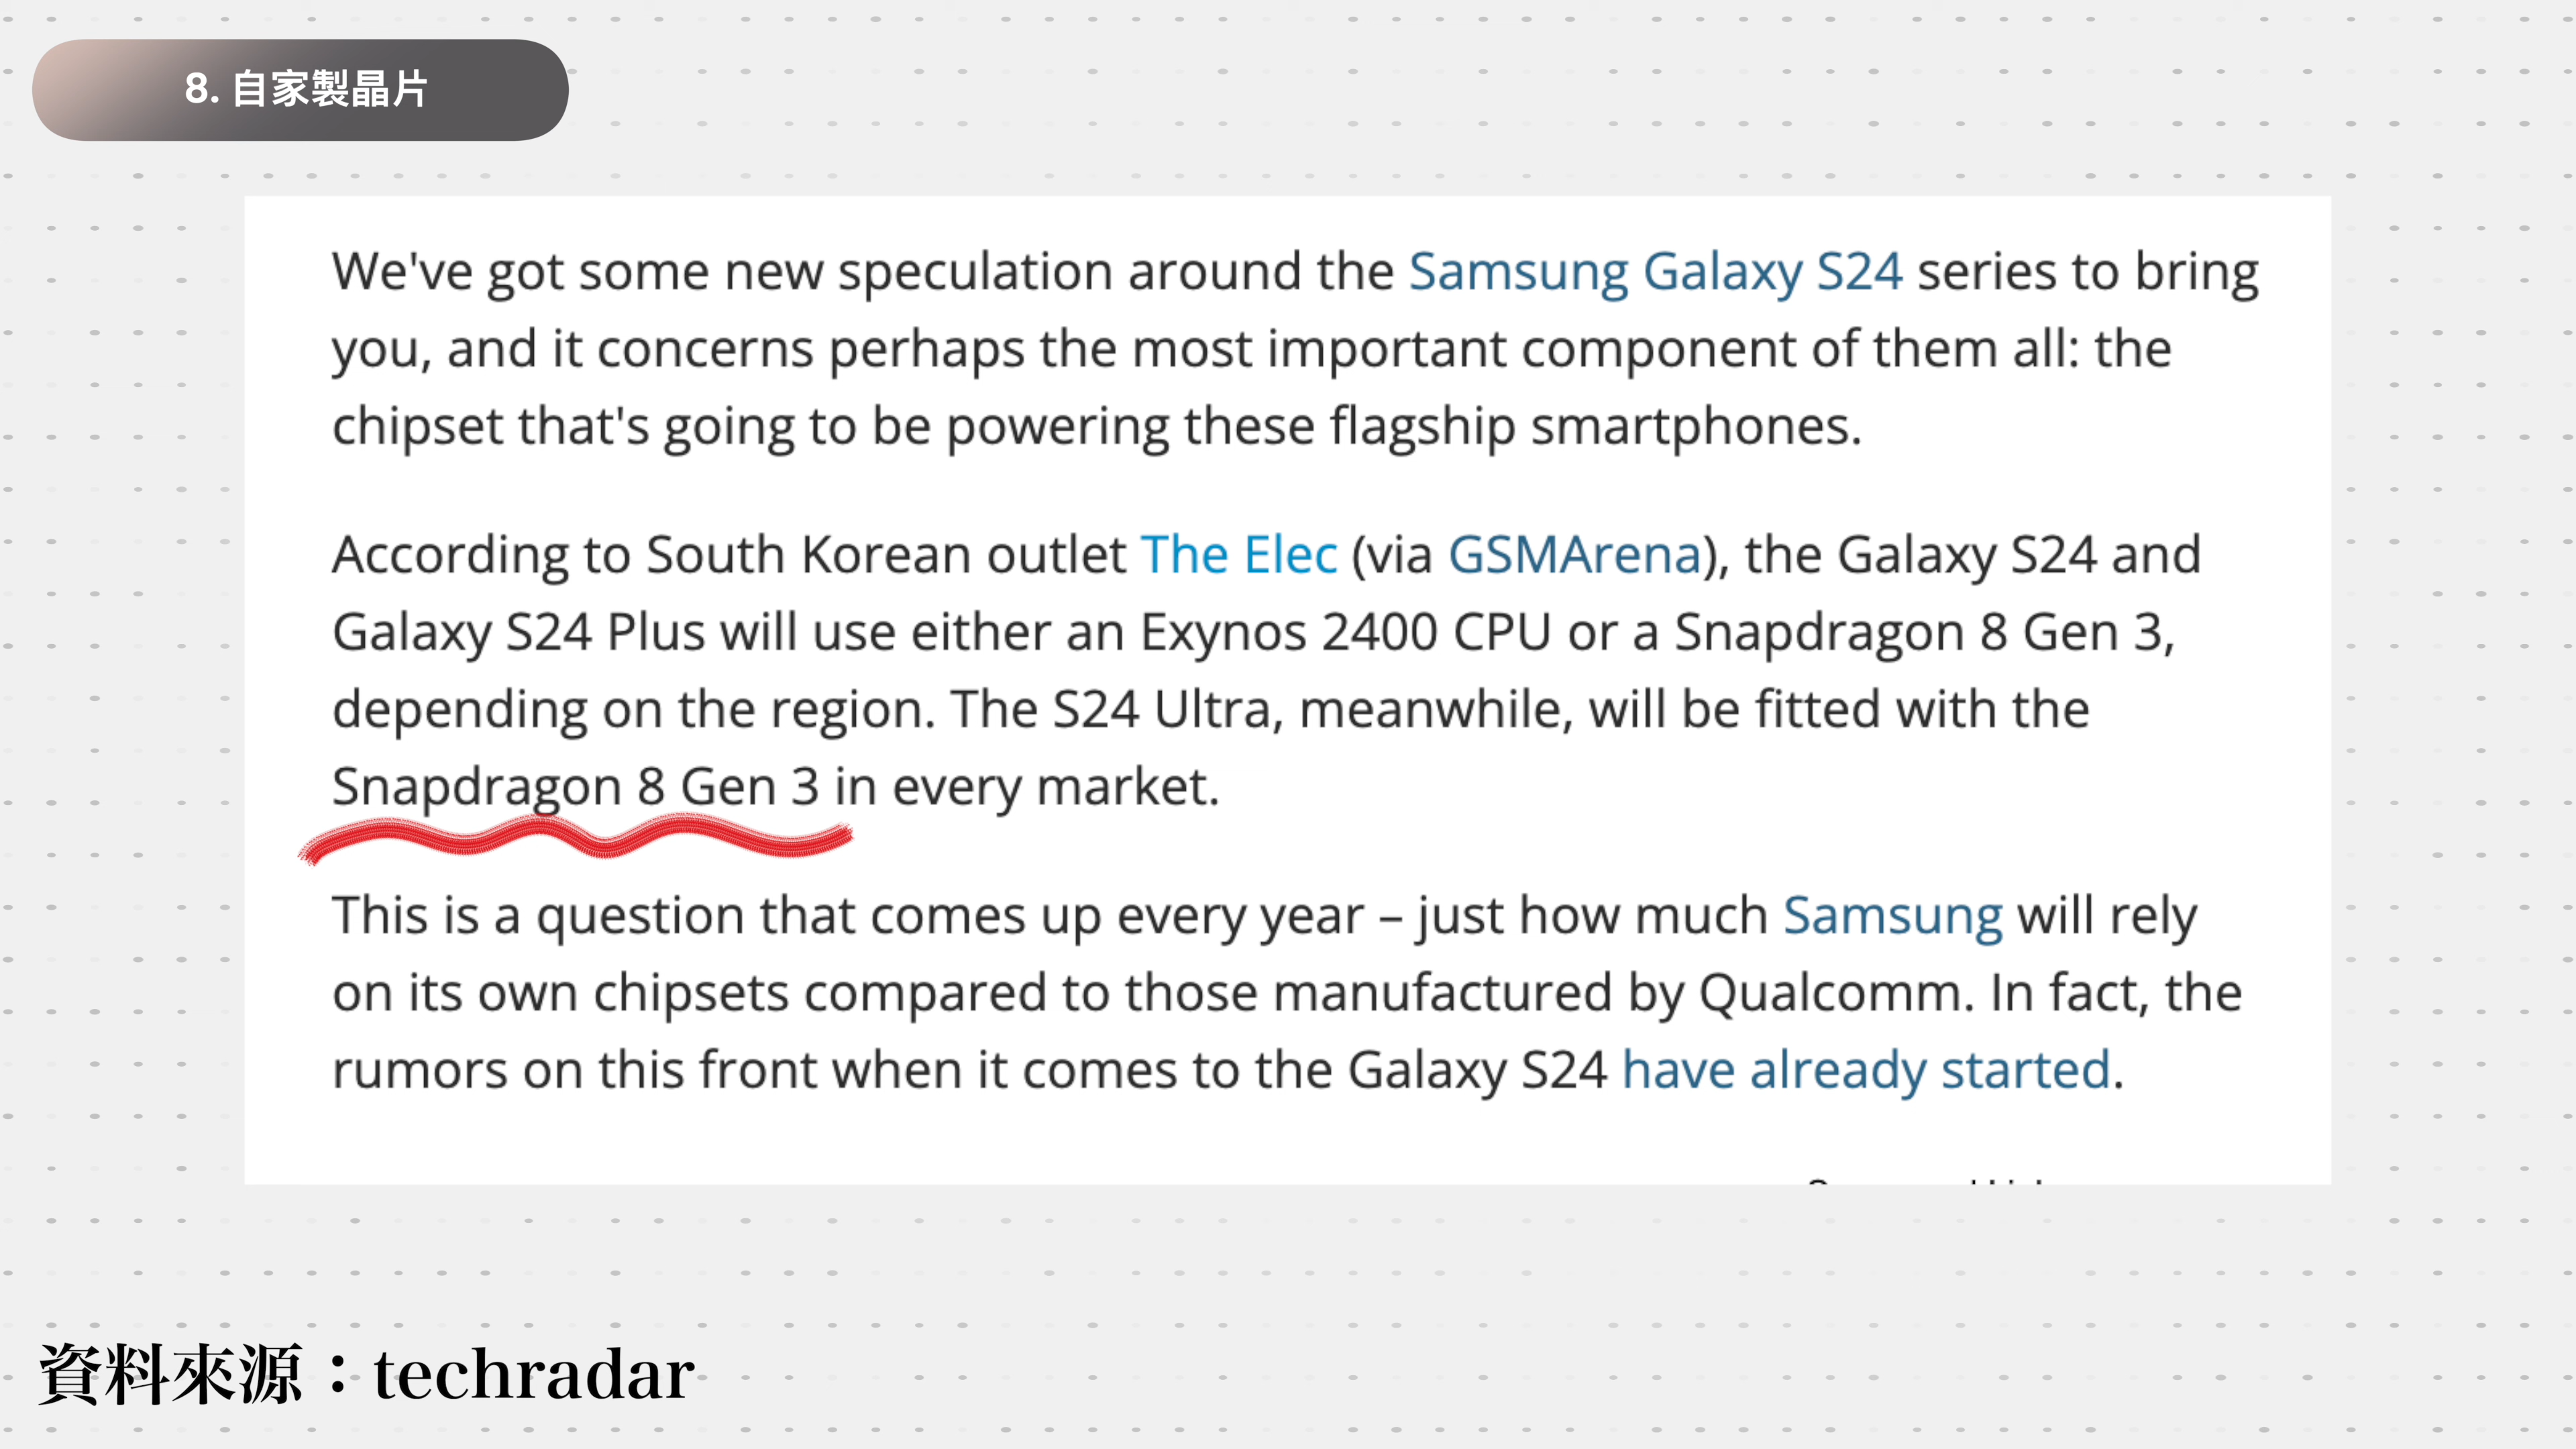 8. 自家製晶片
We've got some new speculation around the Samsung Galaxy S24 series to bring
you, and it concerns perhaps the most important component of them all: the
chipset that's going to be powering these flagship smartphones.
According to South Korean outlet The Elec (via GSMArena), the Galaxy S24 and
Galaxy S24 Plus will use either an Exynos 2400 CPU or a Snapdragon 8 Gen 3,
depending on the region. The S24 Ultra, meanwhile, will be fitted with the
Snapdragon 8 Gen 3 in every market.
This is a question that comes up every year – just how much Samsung will rely
on its own chipsets compared to those manufactured by Qualcomm. In fact, the
rumors on this front when it comes to the Galaxy S24 have already started.
資料來源：techradar